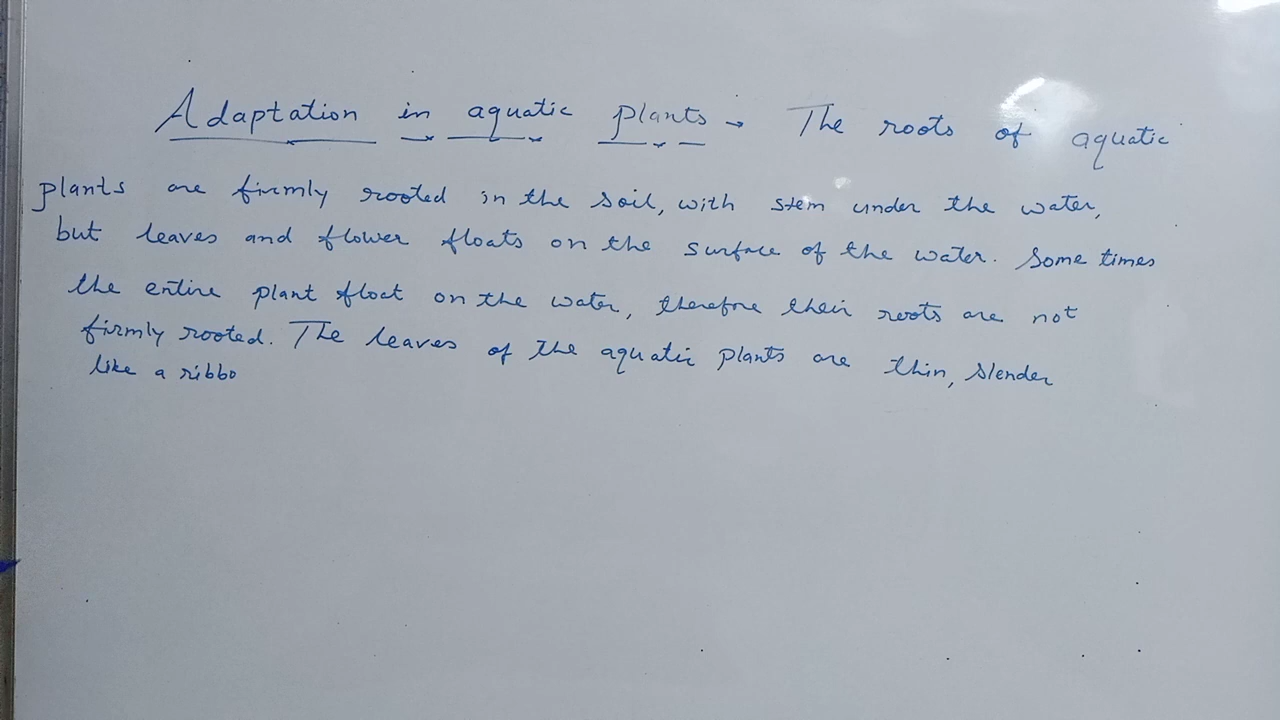 Adaptation in aquatic plants → The roots of aquatic
plants are firmly rooted in the soil, with stem under the water,
but leaves and flower floats on the surface of the water. Some times
the entire plant float on the water, therefore their roots are not
firmly rooted. The leaves of the aquatic plants are thin, slender
like a ribbo